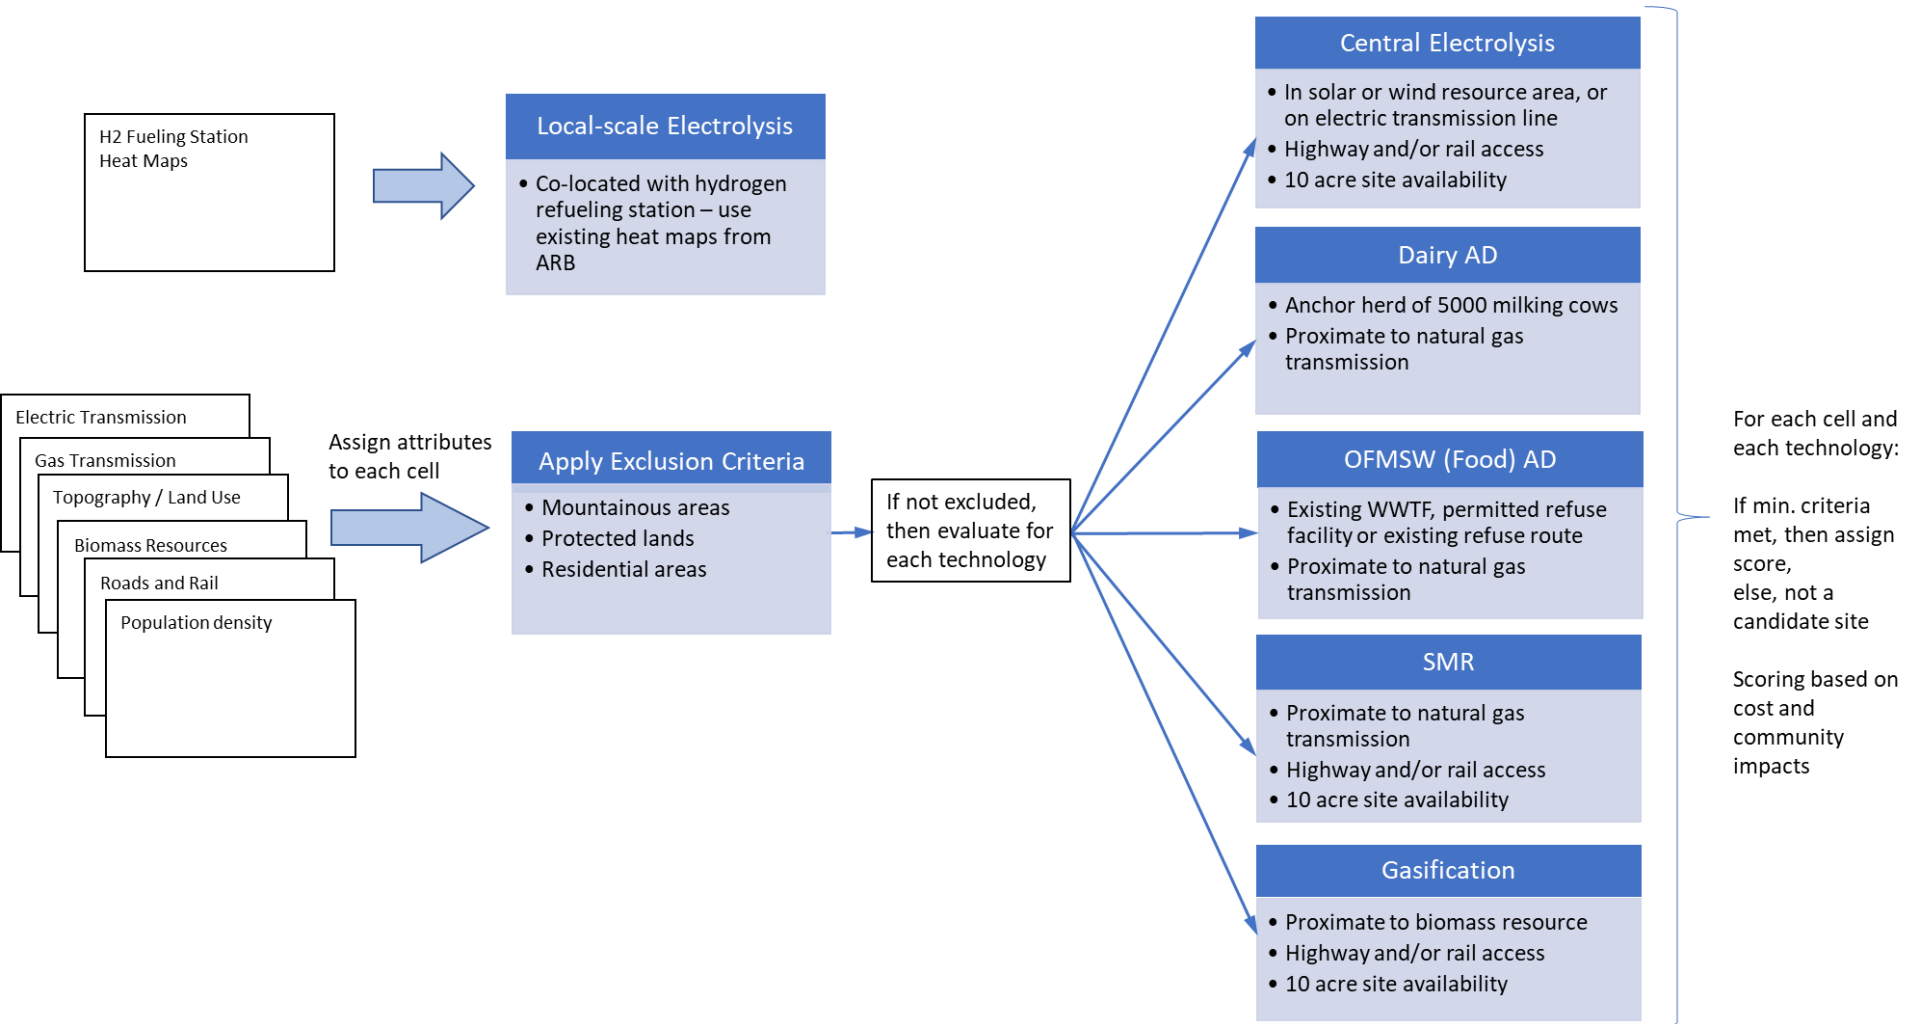 H2 Fueling Station
Heat Maps
Local-scale Electrolysis
• Co-located with hydrogen
refueling station – use
existing heat maps from
ARB
Electric Transmission
Gas Transmission
Topography / Land Use
Biomass Resources
Roads and Rail
Population density
Assign attributes
to each cell
Apply Exclusion Criteria
• Mountainous areas
• Protected lands
• Residential areas
If not excluded,
then evaluate for
each technology
Central Electrolysis
• In solar or wind resource area, or
on electric transmission line
• Highway and/or rail access
• 10 acre site availability
Dairy AD
• Anchor herd of 5000 milking cows
• Proximate to natural gas
transmission
OFMSW (Food) AD
• Existing WWTF, permitted refuse
facility or existing refuse route
• Proximate to natural gas
transmission
SMR
• Proximate to natural gas
transmission
• Highway and/or rail access
• 10 acre site availability
Gasification
• Proximate to biomass resource
• Highway and/or rail access
• 10 acre site availability
For each cell and
each technology:
If min. criteria
met, then assign
score,
else, not a
candidate site
Scoring based on
cost and
community
impacts